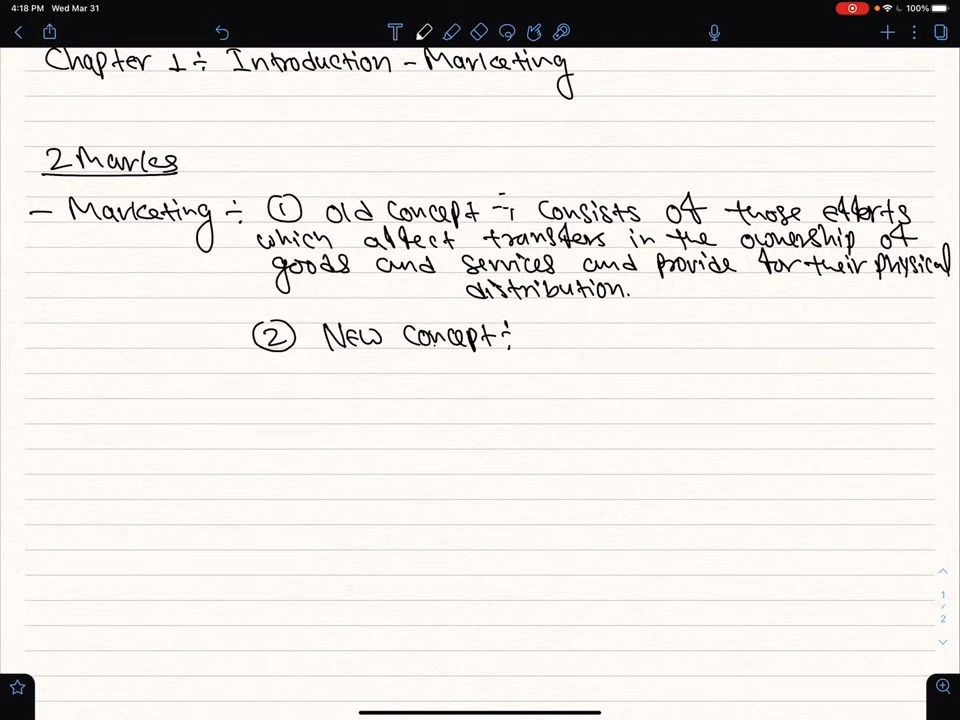 4:18 PM Wed Mar 31
100%
Chapter 1 ÷ Introduction - Marketing
2 Marks
- Marketing ÷ ① Old Concept ÷ Consists of those efforts
which affect transfers in the ownership of
goods and services and provide for their physical
distribution.
② New Concept ÷
1
/
2